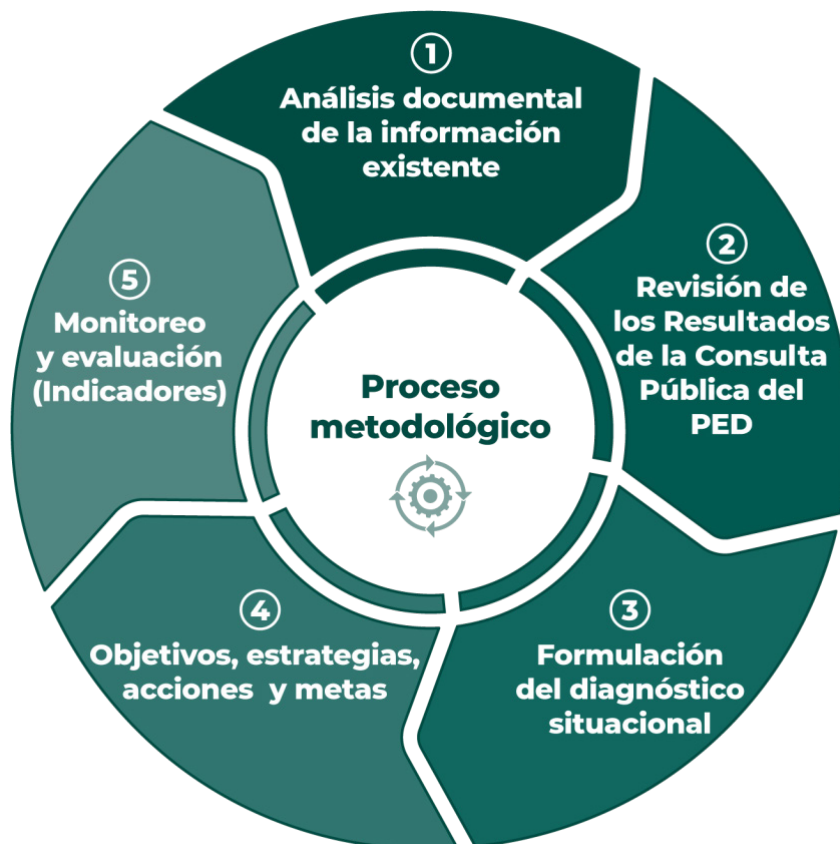 1
Análisis documental
de la información
existente
2
Revisión de
los Resultados
de la Consulta
Pública del
PED
3
Formulación
del diagnóstico
situacional
4
Objetivos, estrategias,
acciones y metas
5
Monitoreo
y evaluación
(Indicadores)
Proceso
metodológico